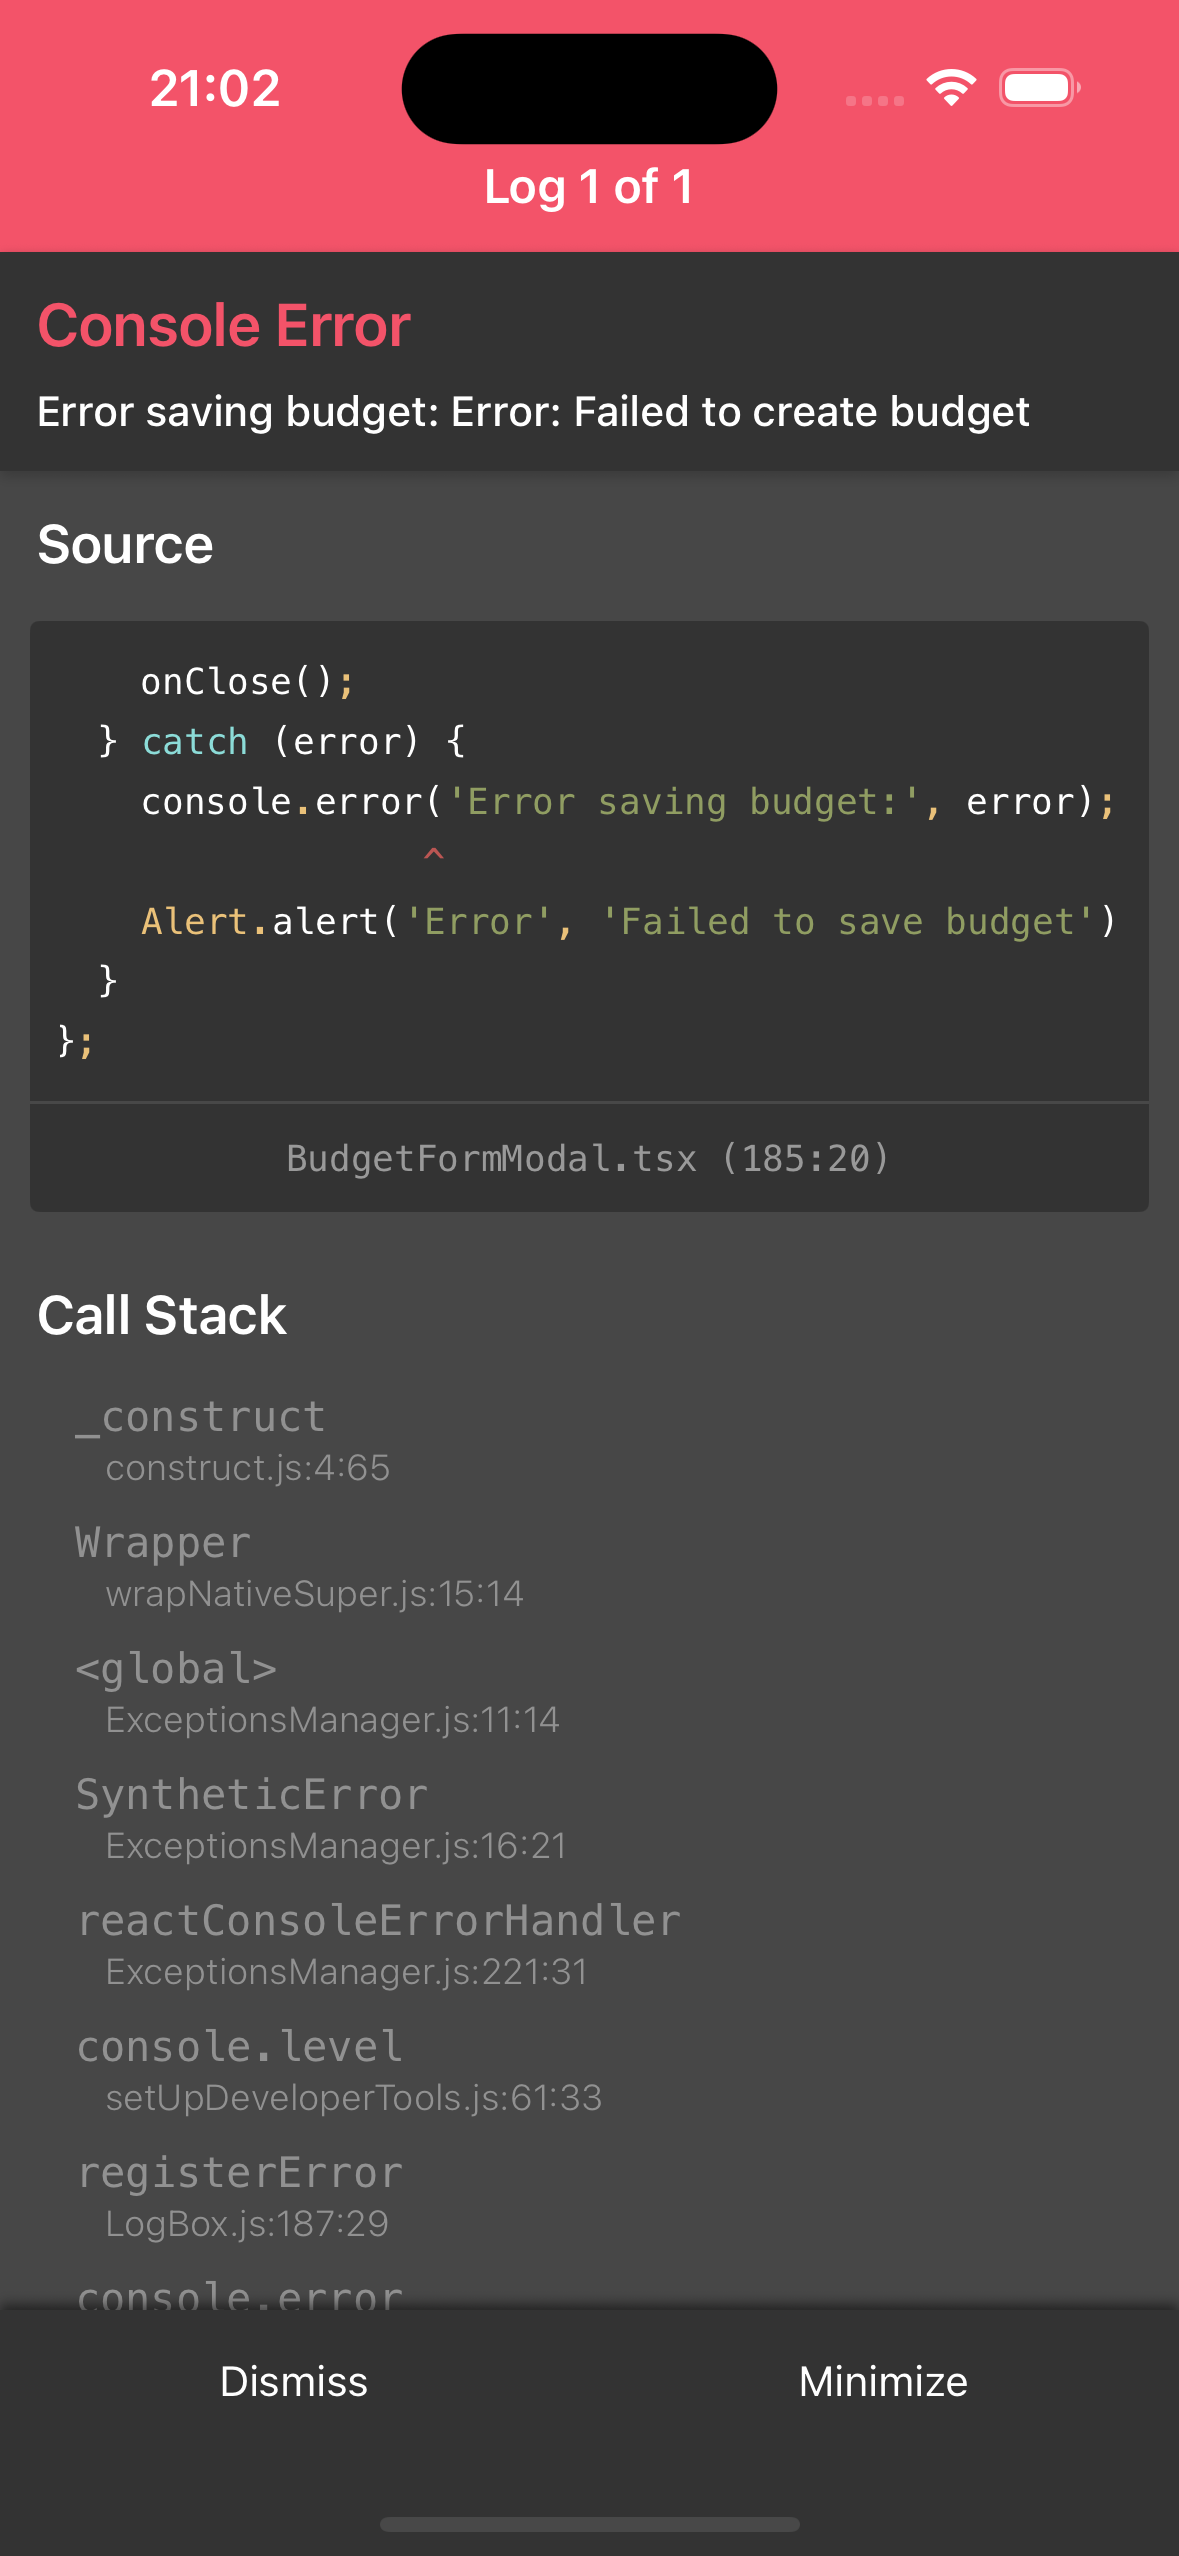 21:02
Log 1 of 1
Console Error
Error saving budget: Error: Failed to create budget
Source
onClose();
} catch (error) {
console.error('Error saving budget:', error);
^
Alert.alert('Error', 'Failed to save budget')
}
};
BudgetFormModal.tsx (185:20)
Call Stack
_construct
construct.js:4:65
Wrapper
wrapNativeSuper.js:15:14
<global>
ExceptionsManager.js:11:14
SyntheticError
ExceptionsManager.js:16:21
reactConsoleErrorHandler
ExceptionsManager.js:221:31
console.level
setUpDeveloperTools.js:61:33
registerError
LogBox.js:187:29
console.error
Dismiss
Minimize